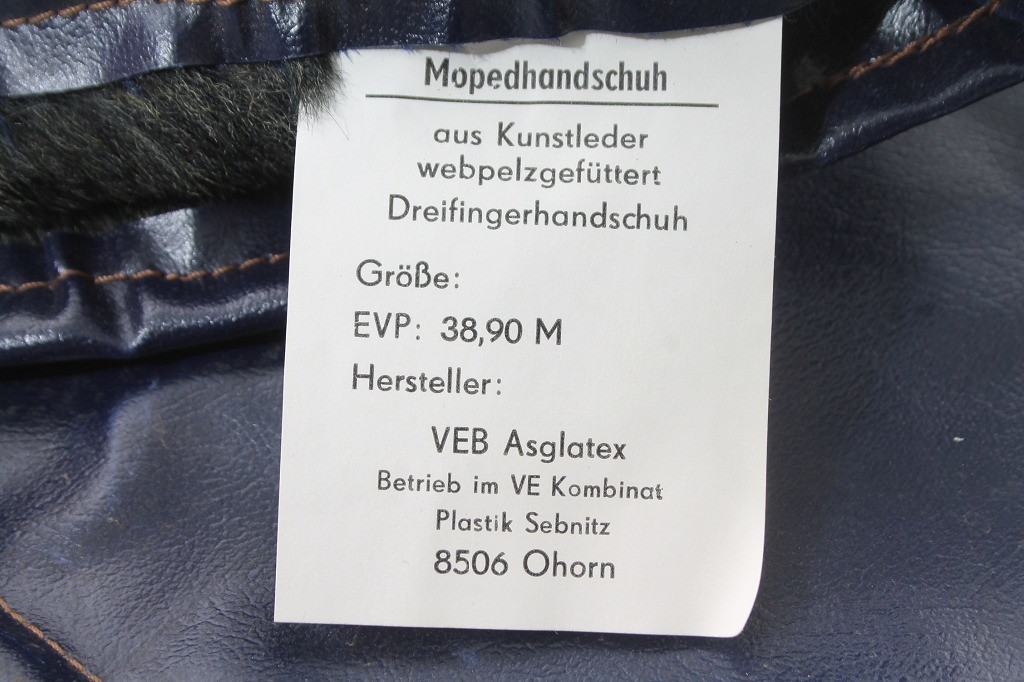 Mopedhandschuh
aus Kunstleder
webpelzgefüttert
Dreifingerhandschuh
Größe:
EVP: 38,90 M
Hersteller:
VEB Asglatex
Betrieb im VE Kombinat
Plastik Sebnitz
8506 Ohorn